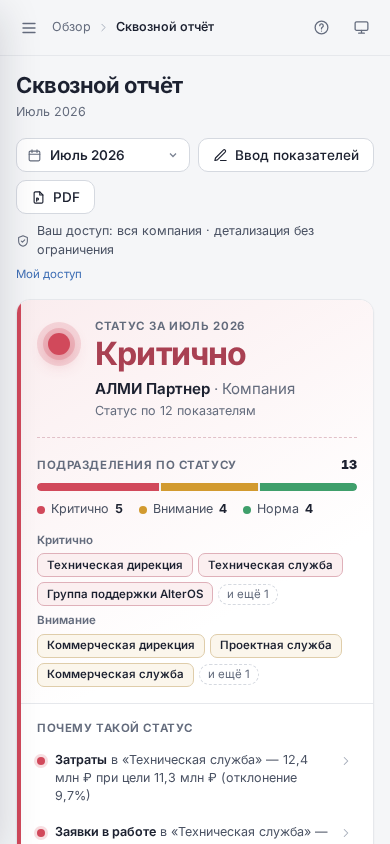 Обзор > Сквозной отчёт
Сквозной отчёт
Июль 2026
Июль 2026
Ввод показателей
PDF
Ваш доступ: вся компания · детализация без
ограничения
Мой доступ
СТАТУС ЗА ИЮЛЬ 2026
Критично
АЛМИ Партнер · Компания
Статус по 12 показателям
ПОДРАЗДЕЛЕНИЯ ПО СТАТУСУ 13
Критично 5 Внимание 4 Норма 4
Критично
Техническая дирекция Техническая служба
Группа поддержки AlterOS и ещё 1
Внимание
Коммерческая дирекция Проектная служба
Коммерческая служба и ещё 1
ПОЧЕМУ ТАКОЙ СТАТУС
Затраты в «Техническая служба» — 12,4
млн ₽ при цели 11,3 млн ₽ (отклонение
9,7%)
Заявки в работе в «Техническая служба» —